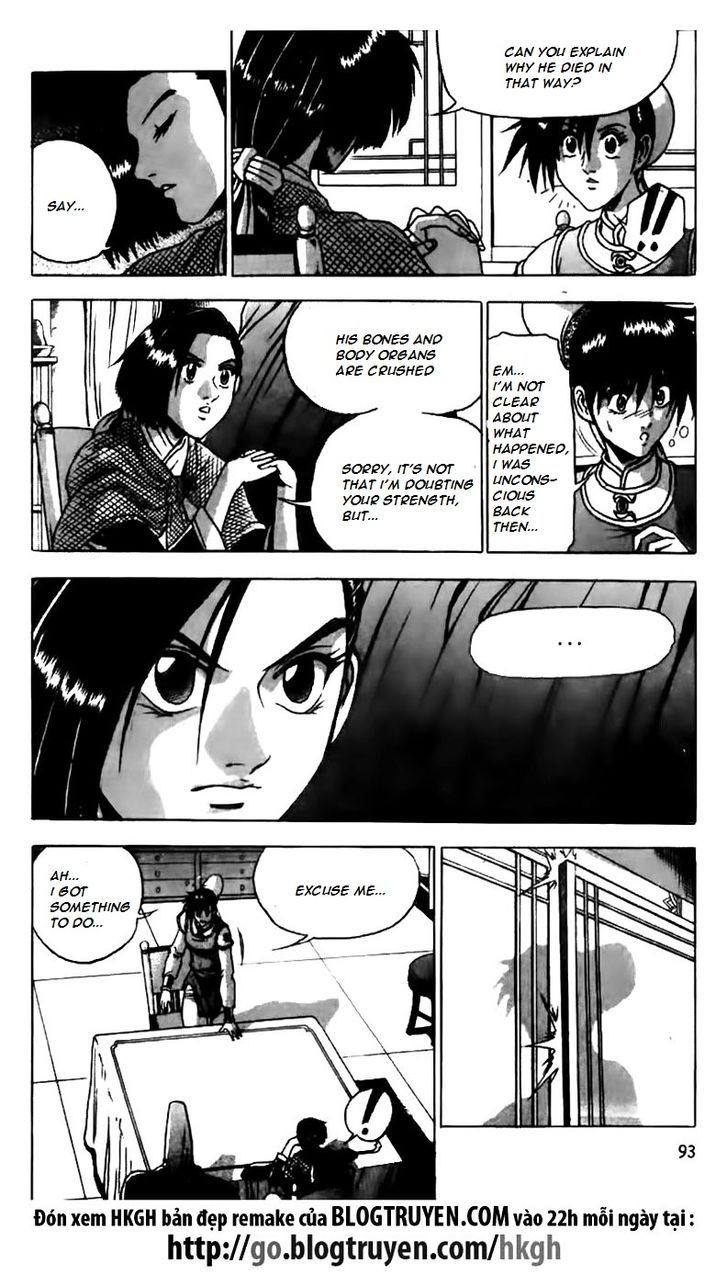 SAY...
CAN YOU EXPLAIN
WHY HE DIED IN
THAT WAY?
!!
HIS BONES AND
BODY ORGANS
ARE CRUSHED
SORRY, IT'S NOT
THAT I'M DOUBTING
YOUR STRENGTH,
BUT...
EM...
I'M NOT
CLEAR
ABOUT
WHAT
HAPPENED,
I WAS
UNCONS-
CIOUS
BACK
THEN...
...
AH...
I GOT
SOMETHING
TO DO...
EXCUSE ME...
!
93
Đón xem HKGH bản đẹp remake của BLOGTRUYEN.COM vào 22h mỗi ngày tại :
http://go.blogtruyen.com/hkgh